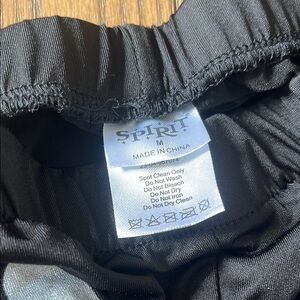 SPIRIT
M
MADE IN CHINA
Spot Clean Only
Do Not Wash
Do Not Bleach
Do Not Dry
Do Not Iron
Do Not Dry Clean